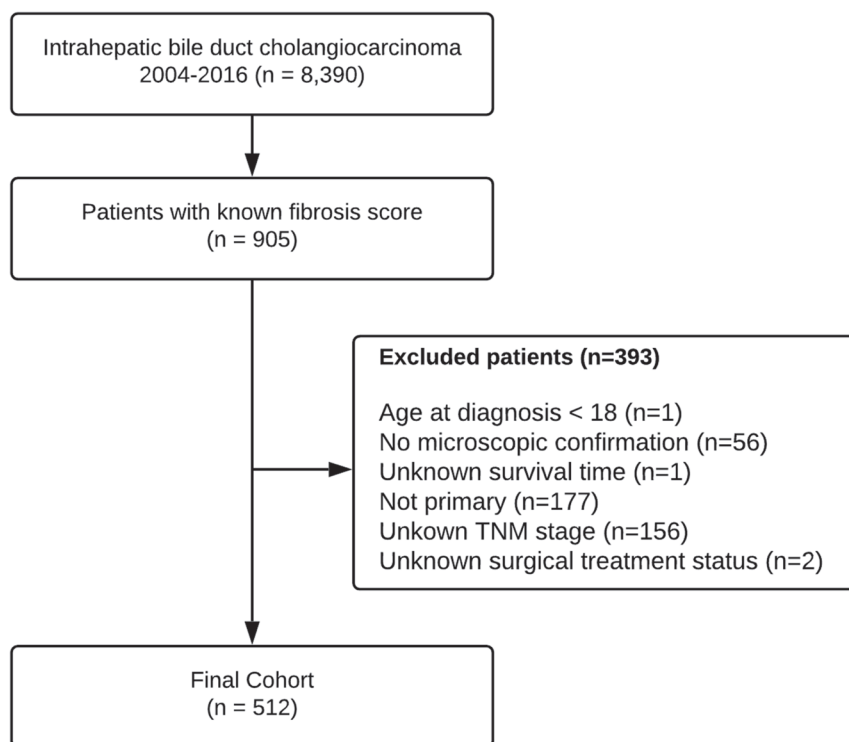 Intrahepatic bile duct cholangiocarcinoma
2004-2016 (n = 8,390)
Patients with known fibrosis score
(n = 905)
Excluded patients (n=393)
Age at diagnosis < 18 (n=1)
No microscopic confirmation (n=56)
Unknown survival time (n=1)
Not primary (n=177)
Unkown TNM stage (n=156)
Unknown surgical treatment status (n=2)
Final Cohort
(n = 512)